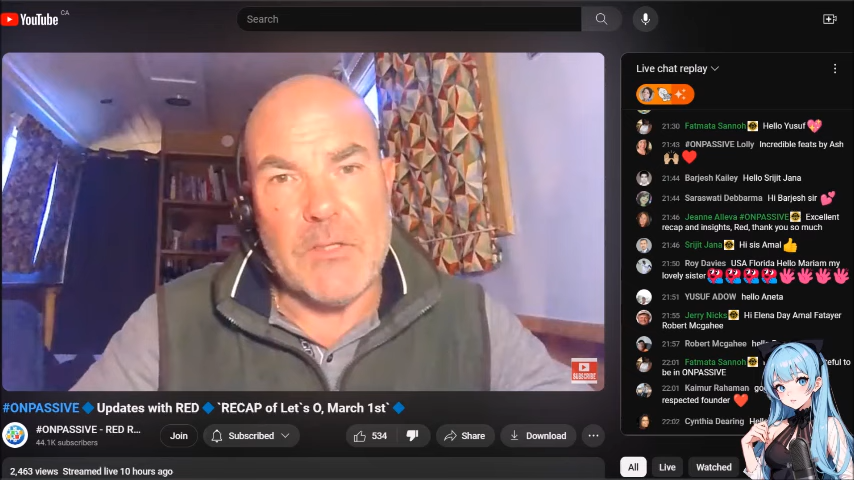 YouTube CA
Search
SUBSCRIBE
#ONPASSIVE🔷Updates with RED🔷`RECAP of Let`s O, March 1st`🔷
#ONPASSIVE - RED R...
44.1K subscribers
Join
Subscribed
534
Share
Download
2,463 views Streamed live 10 hours ago
Live chat replay
21:30 Fatmata Sannoh Hello Yusuf 💖
21:43 #ONPASSIVE Lolly Incredible feats by Ash
🙌🏼❤️
21:44 Barjesh Kailey Hello Srijit Jana
21:44 Saraswati Debbarma Hi Barjesh sir 💕
21:46 Jeanne Alleva #ONPASSIVE Excellent
recap and insights, Red, thank you so much
21:46 Srijit Jana Hi sis Amal 👍
21:50 Roy Davies USA Florida Hello Mariam my
lovely sister
21:51 YUSUF ADOW hello Aneta
21:55 Jerry Nicks Hi Elena Day Amal Fatayer
Robert Mcgahee
21:57 Robert Mcgahee
22:01 Fatmata Sannoh
be in ONPASSIVE
22:01 Kaimur Rahaman
respected founder ❤️
22:02 Cynthia Dearing
All
Live
Watched